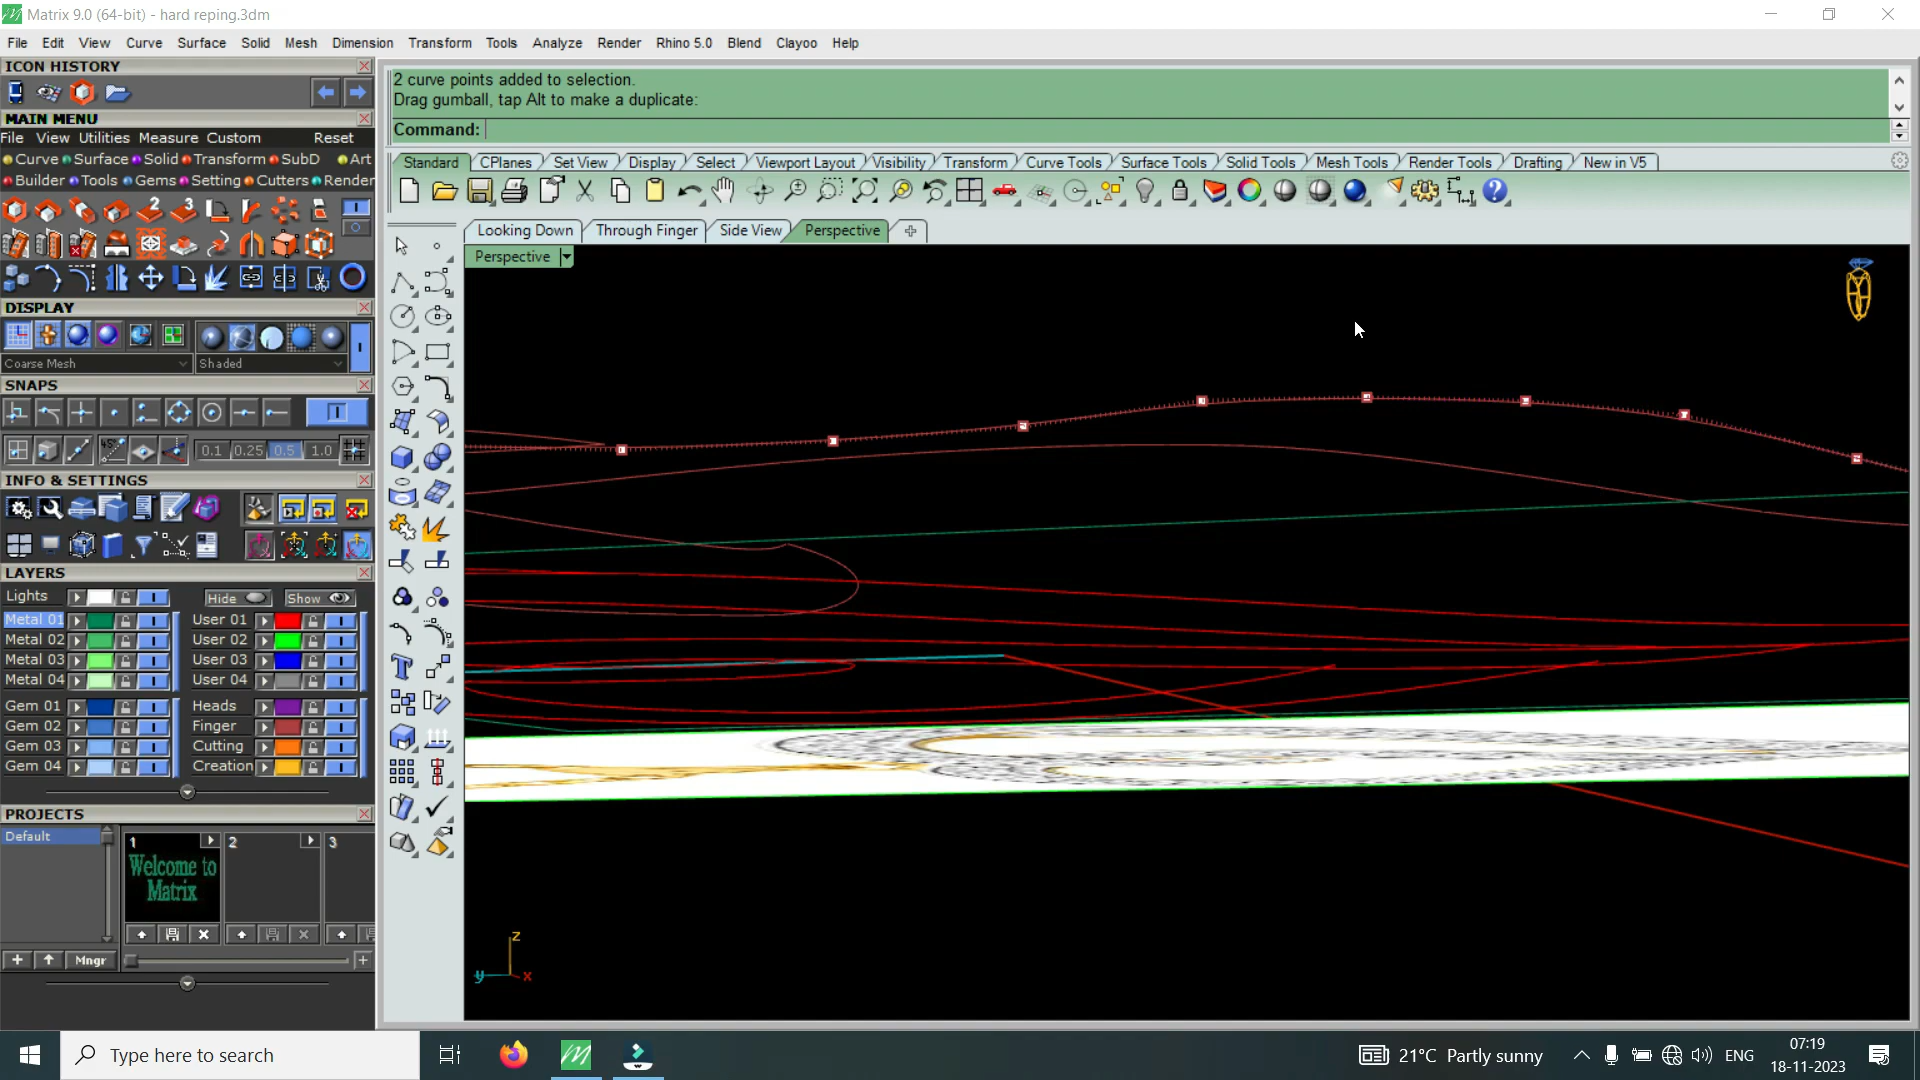 Matrix 9.0 (64-bit) - hard reping.3dm
File Edit View Curve Surface Solid Mesh Dimension Transform Tools Analyze Render Rhino 5.0 Blend Clayoo Help
ICON HISTORY
MAIN MENU
File View Utilities Measure Custom Reset
Curve Surface Solid Transform SubD Art
Builder Tools Gems Setting Cutters Render
DISPLAY
Coarse Mesh Shaded
SNAPS
0.1 0.25 0.5 1.0
INFO & SETTINGS
LAYERS
Lights Hide Show
Metal 01 User 01
Metal 02 User 02
Metal 03 User 03
Metal 04 User 04
Gem 01 Heads
Gem 02 Finger
Gem 03 Cutting
Gem 04 Creation
PROJECTS
Default
1 2 3
Welcome to
Matrix
Mngr
2 curve points added to selection.
Drag gumball, tap Alt to make a duplicate:
Command:
Standard CPlanes Set View Display Select Viewport Layout Visibility Transform Curve Tools Surface Tools Solid Tools Mesh Tools Render Tools Drafting New in V5
Looking Down Through Finger Side View Perspective
Perspective
z
y x
Type here to search
21°C Partly sunny
ENG
07:19
18-11-2023